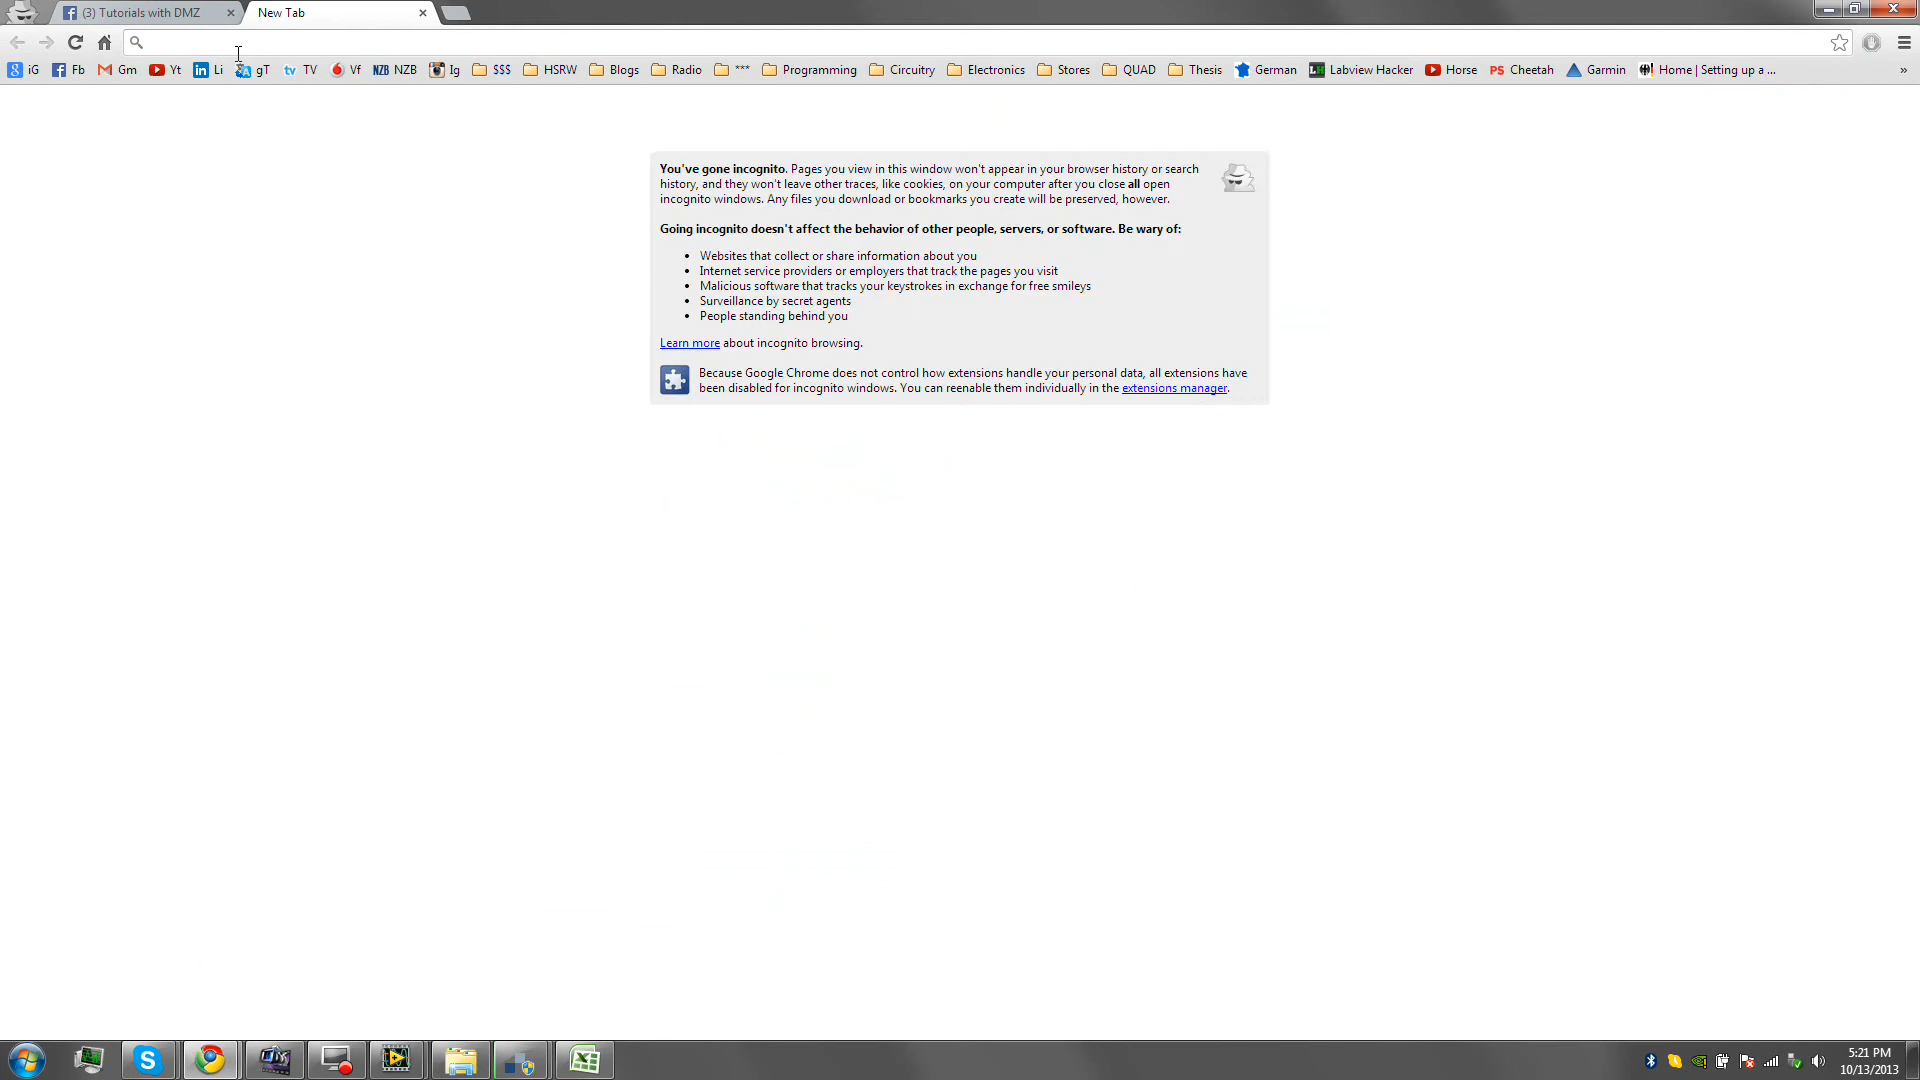 (3) Tutorials with DMZ
New Tab
iG Fb Gm Yt Li gT TV Vf NZB NZB Ig $$$ HSRW Blogs Radio *** Programming Circuitry Electronics Stores QUAD Thesis German LH Labview Hacker Horse PS Cheetah Garmin Home | Setting up a ... »
You've gone incognito. Pages you view in this window won't appear in your browser history or search
history, and they won't leave other traces, like cookies, on your computer after you close all open
incognito windows. Any files you download or bookmarks you create will be preserved, however.
Going incognito doesn't affect the behavior of other people, servers, or software. Be wary of:
• Websites that collect or share information about you
• Internet service providers or employers that track the pages you visit
• Malicious software that tracks your keystrokes in exchange for free smileys
• Surveillance by secret agents
• People standing behind you
Learn more about incognito browsing.
Because Google Chrome does not control how extensions handle your personal data, all extensions have
been disabled for incognito windows. You can reenable them individually in the extensions manager.
5:21 PM
10/13/2013